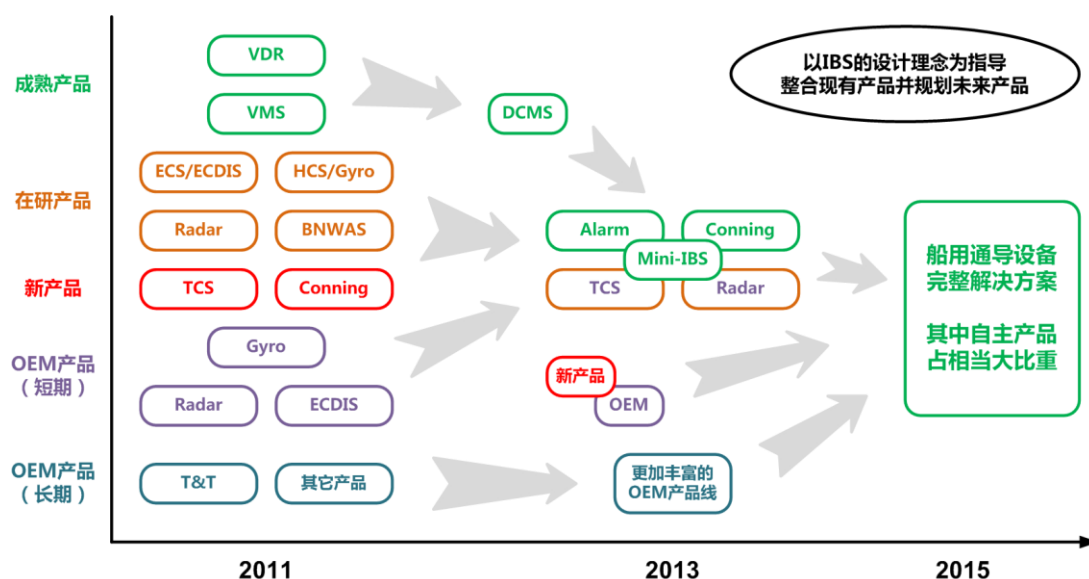 以IBS的设计理念为指导
整合现有产品并规划未来产品
成熟产品
VDR
VMS
DCMS
在研产品
ECS/ECDIS
HCS/Gyro
Radar
BNWAS
新产品
TCS
Conning
OEM产品
（短期）
Gyro
Radar
ECDIS
OEM产品
（长期）
T&T
其它产品
Alarm
Conning
Mini-IBS
TCS
Radar
新产品
OEM
更加丰富的
OEM产品线
船用通导设备
完整解决方案
其中自主产品
占相当大比重
2011
2013
2015